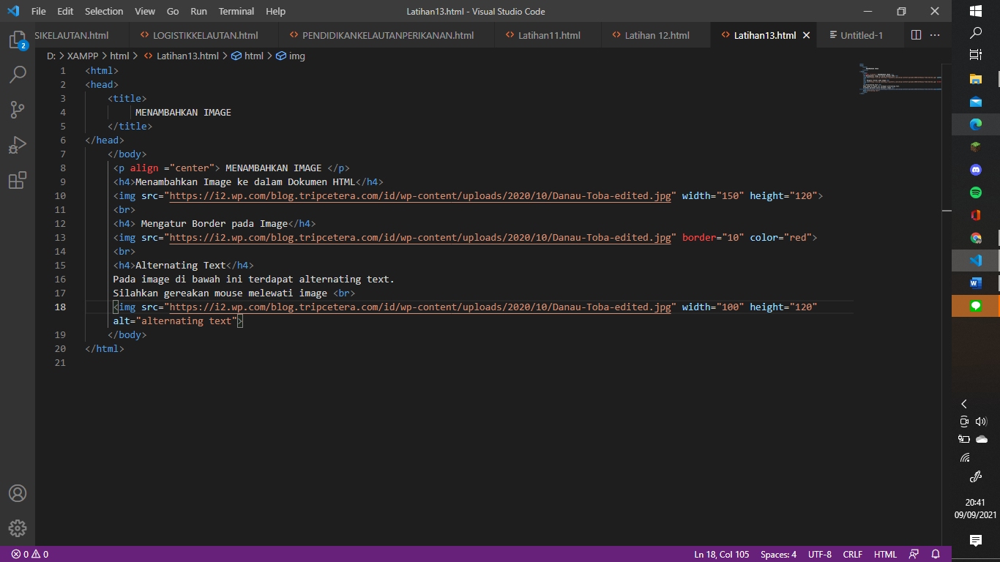 File Edit Selection View Go Run Terminal Help Latihan13.html - Visual Studio Code
SIKELAUTAN.html LOGISTIKKELAUTAN.html PENDIDIKANKELAUTANPERIKANAN.html Latihan11.html Latihan 12.html Latihan13.html Untitled-1
2
D: > XAMPP > html > Latihan13.html > html > img
1 <html>
2 <head>
3 <title>
4 MENAMBAHKAN IMAGE
5 </title>
6 </head>
7 </body>
8 <p align ="center"> MENAMBAHKAN IMAGE </p>
9 <h4>Menambahkan Image ke dalam Dokumen HTML</h4>
10 <img src="https://i2.wp.com/blog.tripcetera.com/id/wp-content/uploads/2020/10/Danau-Toba-edited.jpg" width="150" height="120">
11 <br>
12 <h4> Mengatur Border pada Image</h4>
13 <img src="https://i2.wp.com/blog.tripcetera.com/id/wp-content/uploads/2020/10/Danau-Toba-edited.jpg" border="10" color="red">
14 <br>
15 <h4>Alternating Text</h4>
16 Pada image di bawah ini terdapat alternating text.
17 Silahkan gereakan mouse melewati image <br>
18 <img src="https://i2.wp.com/blog.tripcetera.com/id/wp-content/uploads/2020/10/Danau-Toba-edited.jpg" width="100" height="120"
alt="alternating text">
19 </body>
20 </html>
21
20:41
09/09/2021
0 0 Ln 18, Col 105 Spaces: 4 UTF-8 CRLF HTML